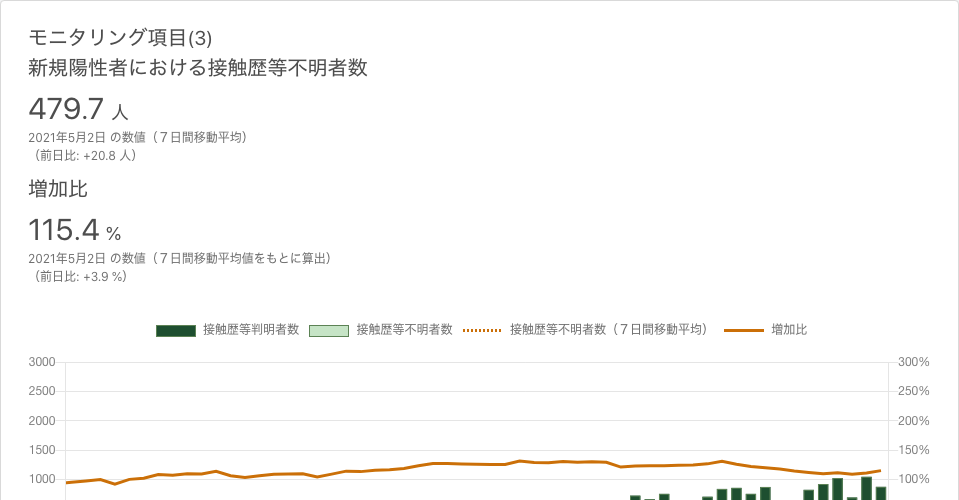 モニタリング項目(3)
新規陽性者における接触歴等不明者数
479.7 人
2021年5月2日 の数値（７日間移動平均）
（前日比: +20.8 人）
増加比
115.4 %
2021年5月2日 の数値（７日間移動平均値をもとに算出）
（前日比: +3.9 %）
接触歴等判明者数 接触歴等不明者数 接触歴等不明者数（７日間移動平均） 増加比
3000 300%
2500 250%
2000 200%
1500 150%
1000 100%